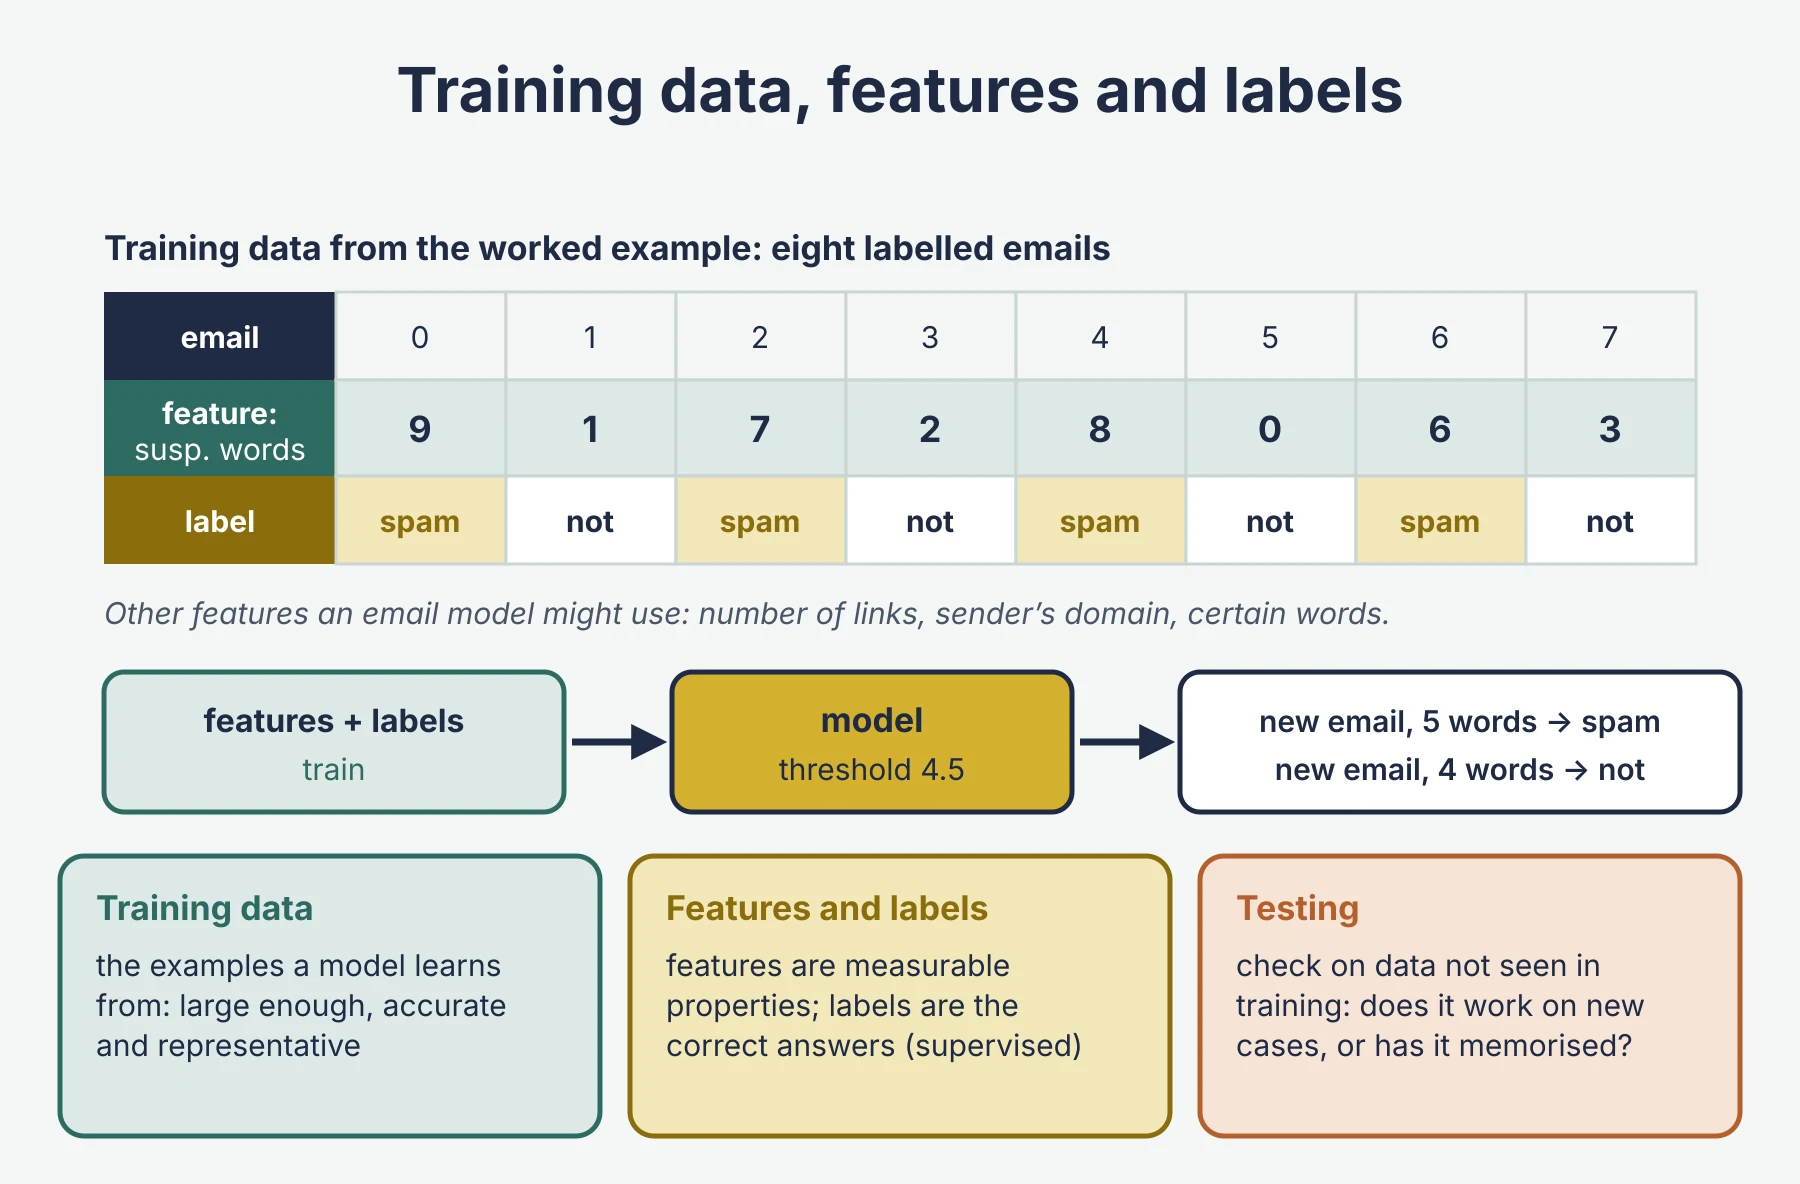 Training data, features and labels
Training data from the worked example: eight labelled emails
email 0 1 2 3 4 5 6 7
feature:
susp. words 9 1 7 2 8 0 6 3
label spam not spam not spam not spam not
Other features an email model might use: number of links, sender’s domain, certain words.
features + labels
train
model
threshold 4.5
new email, 5 words → spam
new email, 4 words → not
Training data
the examples a model learns
from: large enough, accurate
and representative
Features and labels
features are measurable
properties; labels are the
correct answers (supervised)
Testing
check on data not seen in
training: does it work on new
cases, or has it memorised?